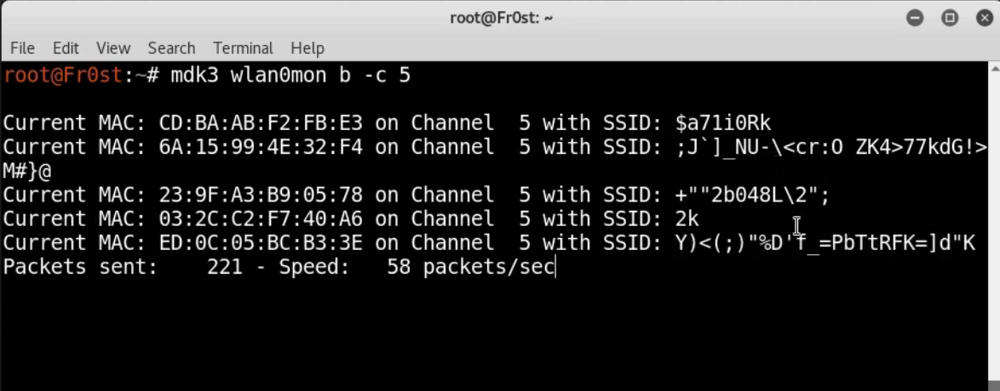 root@Fr0st: ~
File Edit View Search Terminal Help
root@Fr0st:~# mdk3 wlan0mon b -c 5
Current MAC: CD:BA:AB:F2:FB:E3 on Channel  5 with SSID: $a71i0Rk
Current MAC: 6A:15:99:4E:32:F4 on Channel  5 with SSID: ;J`]_NU-\<cr:O ZK4>77kdG!>
M#}@
Current MAC: 23:9F:A3:B9:05:78 on Channel  5 with SSID: +""2b048L\2";
Current MAC: 03:2C:C2:F7:40:A6 on Channel  5 with SSID: 2k
Current MAC: ED:0C:05:BC:B3:3E on Channel  5 with SSID: Y)<(;)"%D'f_=PbTtRFK=]d"K
Packets sent:    221 - Speed:   58 packets/sec